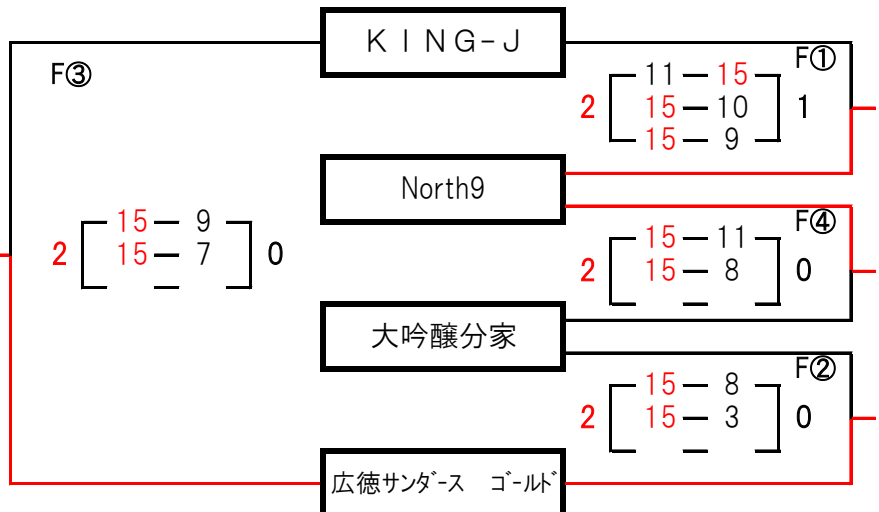 ＫＩＮＧ-Ｊ
F③
F①
11 － 15
2 15 － 10 1
15 － 9
North9
15 － 9
2 15 － 7 0
－
F④
15 － 11
2 15 － 8 0
－
大吟醸分家
F②
15 － 8
2 15 － 3 0
－
広徳サンダース　ゴールド